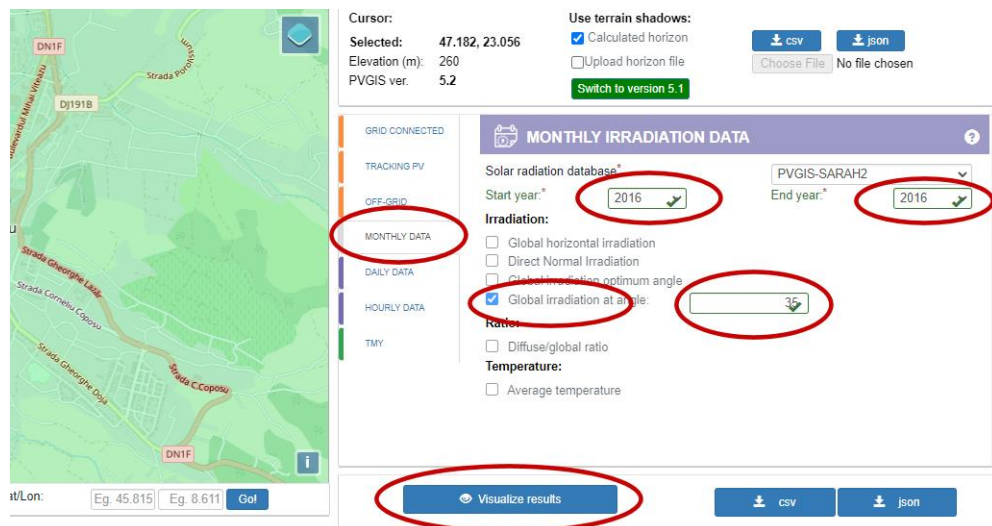 DN1F
DJ191B
Strada Porolis
Bulevardul Mihai Viteazu
u
Strada Gheorghe Lazăr
Strada Corneliu Coposu
Strada Gheorghe Doja
Strada C.Coposu
DN1F
i
at/Lon:
Eg. 45.815 Eg. 8.611 Go!
Cursor:
Selected: 47.182, 23.056
Elevation (m): 260
PVGIS ver. 5.2
Use terrain shadows:
Calculated horizon
Upload horizon file
Switch to version 5.1
csv json
Choose File No file chosen
GRID CONNECTED
TRACKING PV
OFF-GRID
MONTHLY DATA
DAILY DATA
HOURLY DATA
TMY
MONTHLY IRRADIATION DATA ?
Solar radiation database* PVGIS-SARAH2
Start year:* 2016 End year:* 2016
Irradiation:
Global horizontal irradiation
Direct Normal Irradiation
Global irradiation optimum angle
Global irradiation at angle: 35
Ratio:
Diffuse/global ratio
Temperature:
Average temperature
Visualize results
csv json